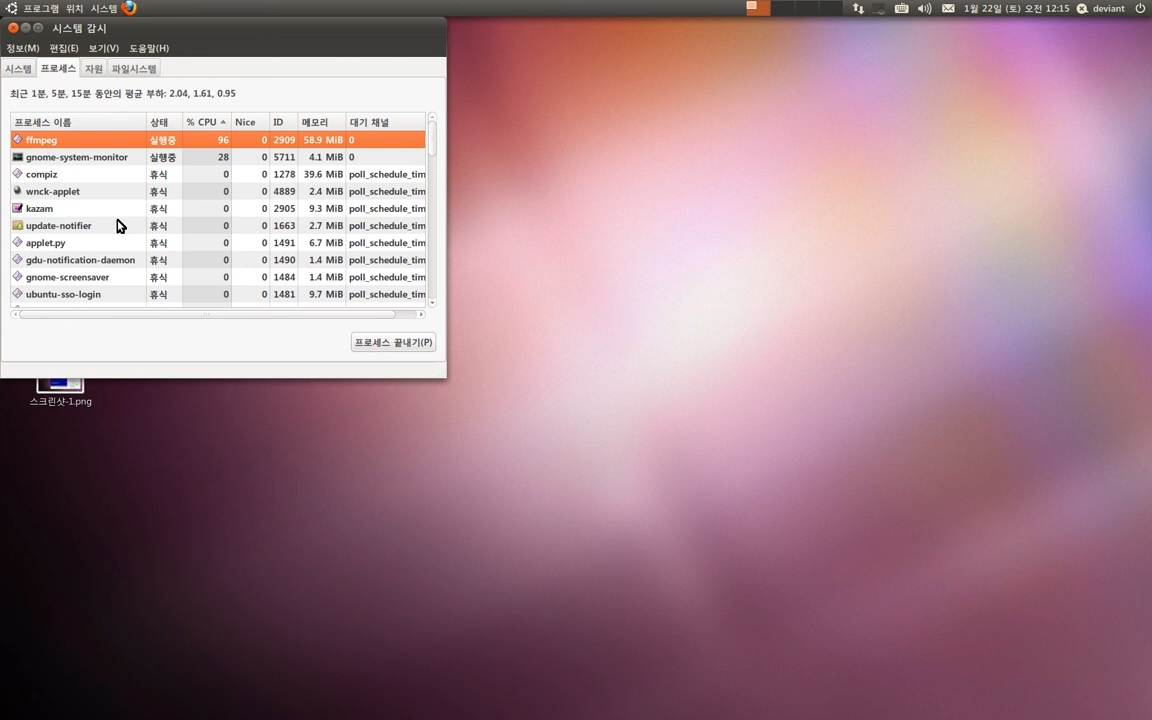 프로그램 위치 시스템 1월 22일 (토) 오전 12:15 deviant
시스템 감시
정보(M) 편집(E) 보기(V) 도움말(H)
시스템 프로세스 자원 파일시스템
최근 1분, 5분, 15분 동안의 평균 부하: 2.04, 1.61, 0.95
프로세스 이름 상태 % CPU Nice ID 메모리 대기 채널
ffmpeg 실행중 96 0 2909 58.9 MiB 0
gnome-system-monitor 실행중 28 0 5711 4.1 MiB 0
compiz 휴식 0 0 1278 39.6 MiB poll_schedule_tim
wnck-applet 휴식 0 0 4889 2.4 MiB poll_schedule_tim
kazam 휴식 0 0 2905 9.3 MiB poll_schedule_tim
update-notifier 휴식 0 0 1663 2.7 MiB poll_schedule_tim
applet.py 휴식 0 0 1491 6.7 MiB poll_schedule_tim
gdu-notification-daemon 휴식 0 0 1490 1.4 MiB poll_schedule_tim
gnome-screensaver 휴식 0 0 1484 1.4 MiB poll_schedule_tim
ubuntu-sso-login 휴식 0 0 1481 9.7 MiB poll_schedule_tim
프로세스 끝내기(P)
스크린샷-1.png